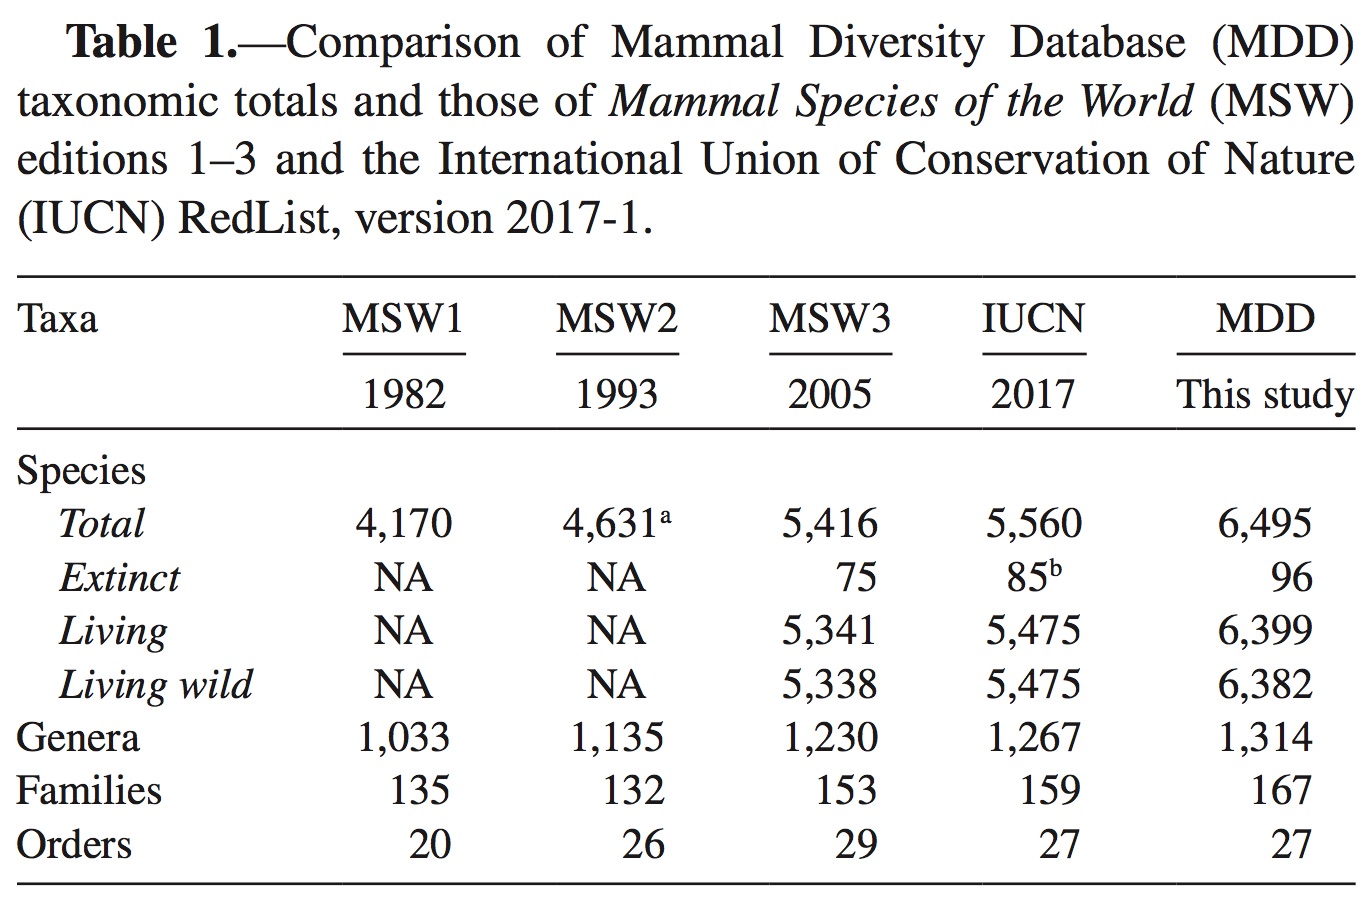 Table 1.—Comparison of Mammal Diversity Database (MDD)
taxonomic totals and those of Mammal Species of the World (MSW)
editions 1–3 and the International Union of Conservation of Nature
(IUCN) RedList, version 2017-1.
Taxa MSW1 MSW2 MSW3 IUCN MDD
1982 1993 2005 2017 This study
Species
Total 4,170 4,631a 5,416 5,560 6,495
Extinct NA NA 75 85b 96
Living NA NA 5,341 5,475 6,399
Living wild NA NA 5,338 5,475 6,382
Genera 1,033 1,135 1,230 1,267 1,314
Families 135 132 153 159 167
Orders 20 26 29 27 27